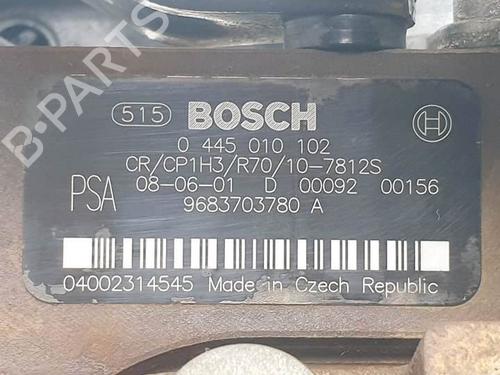 B-PARTS
515 BOSCH
0 445 010 102
CR/CP1H3/R70/10-7812S
PSA 08-06-01 D 00092 00156
9683703780 A
04002314545 Made in Czech Republic